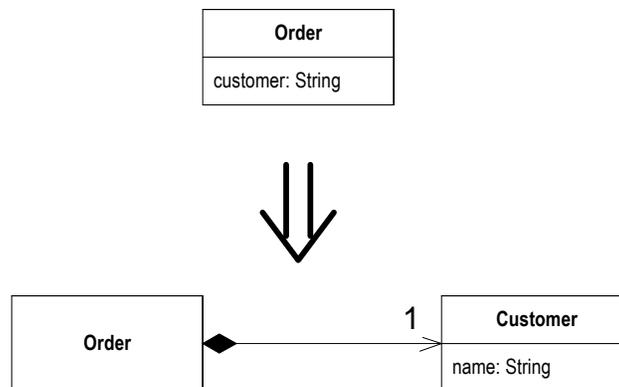 Order
customer: String
1
Customer
Order
name: String